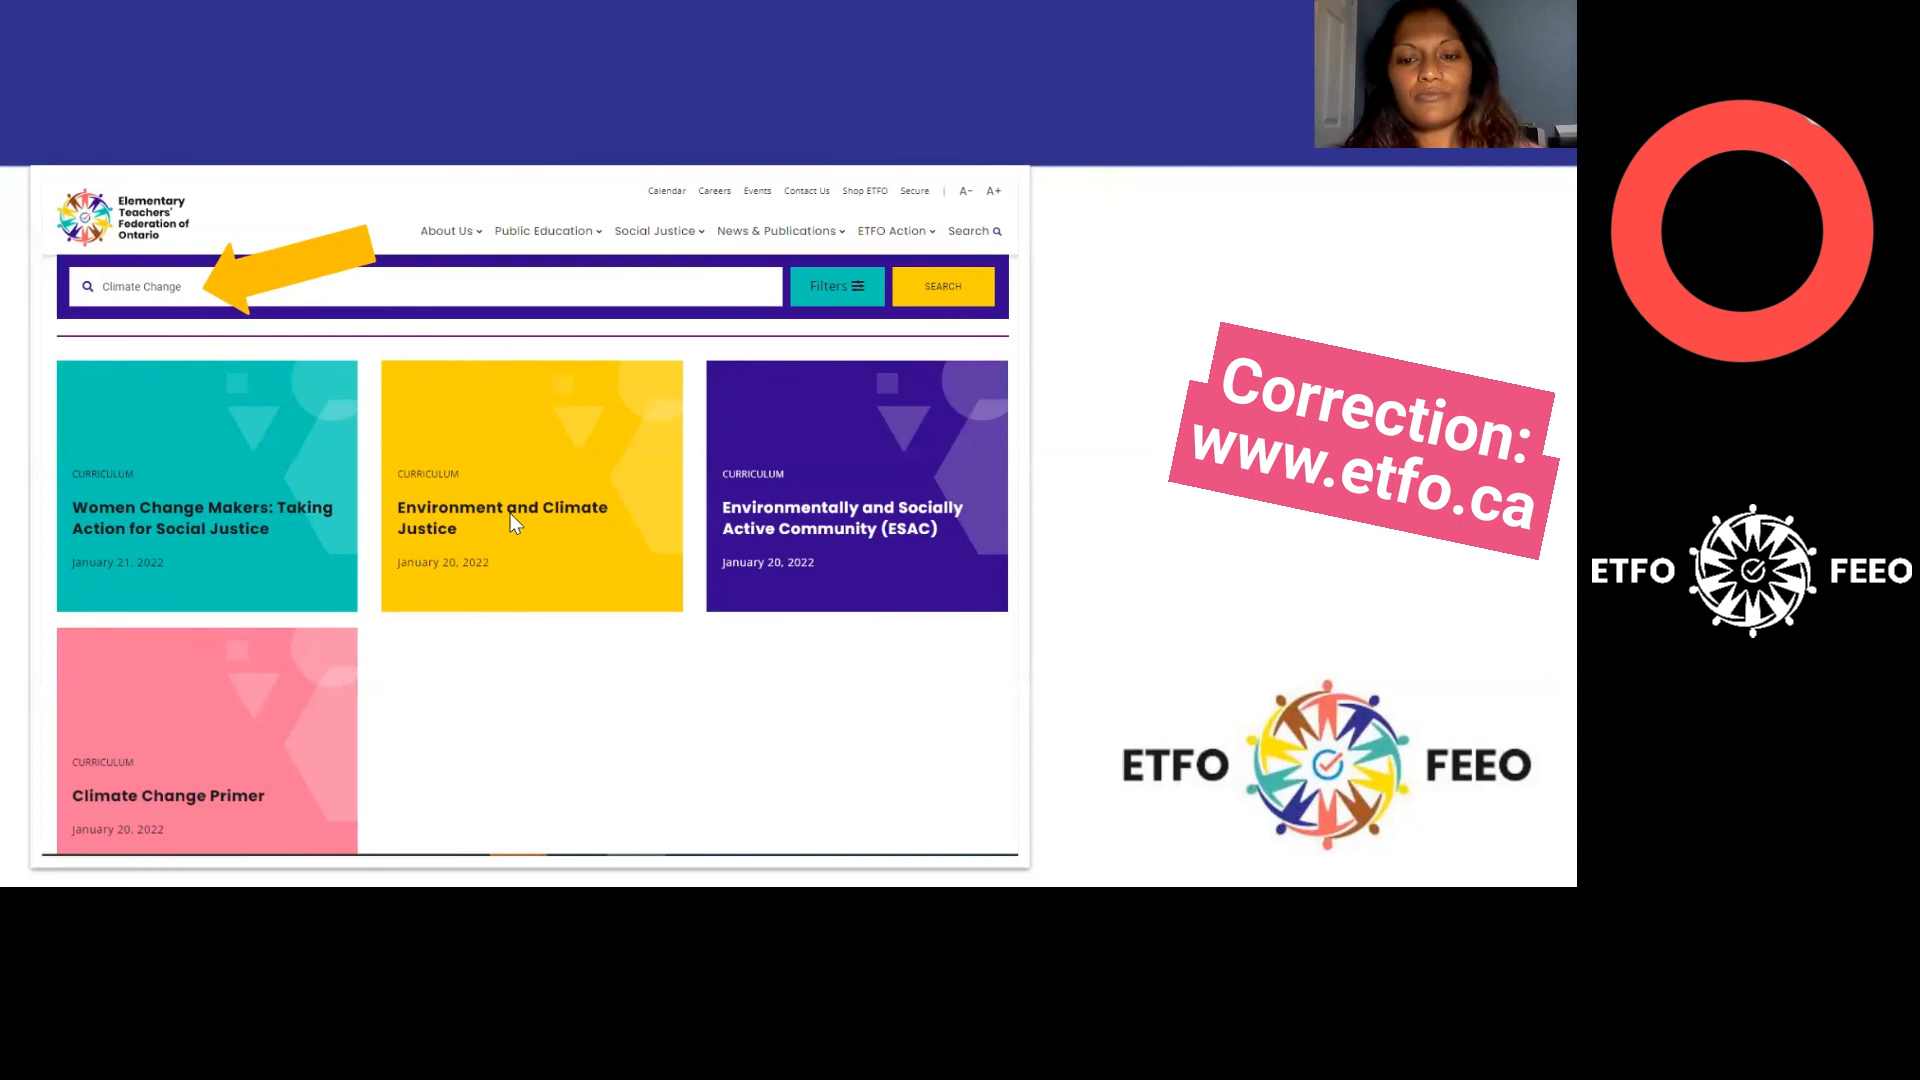 Elementary
Teachers'
Federation of
Ontario
Calendar Careers Events Contact Us Shop ETFO Secure | A- A+
About Us Public Education Social Justice News & Publications ETFO Action Search
Climate Change
Filters
SEARCH
CURRICULUM
Women Change Makers: Taking
Action for Social Justice
January 21, 2022
CURRICULUM
Environment and Climate
Justice
January 20, 2022
CURRICULUM
Environmentally and Socially
Active Community (ESAC)
January 20, 2022
CURRICULUM
Climate Change Primer
January 20, 2022
Correction:
www.etfo.ca
ETFO FEEO
ETFO FEEO